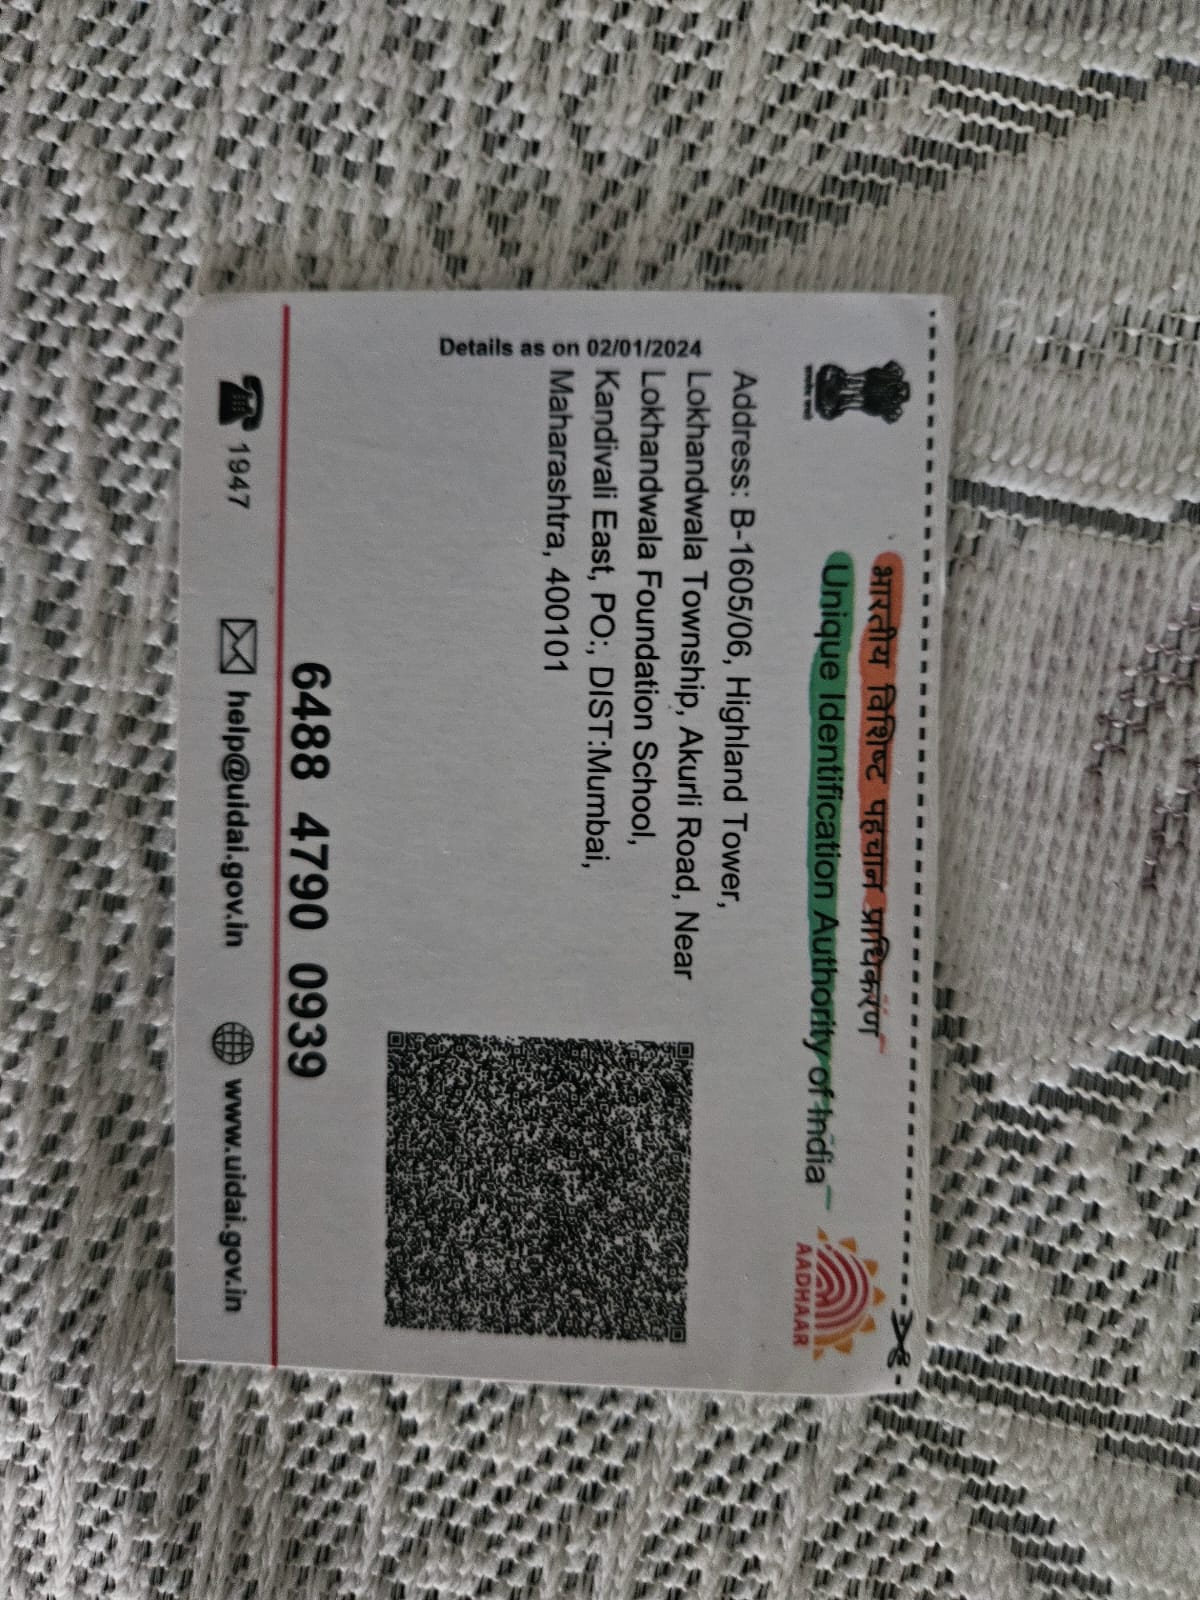 भारतीय विशिष्ट पहचान प्राधिकरण
Unique Identification Authority of India
AADHAAR
Details as on 02/01/2024
Address: B-1605/06, Highland Tower,
Lokhandwala Township, Akurli Road, Near
Lokhandwala Foundation School,
Kandivali East, PO:, DIST:Mumbai,
Maharashtra, 400101
6488 4790 0939
1947
help@uidai.gov.in
www.uidai.gov.in